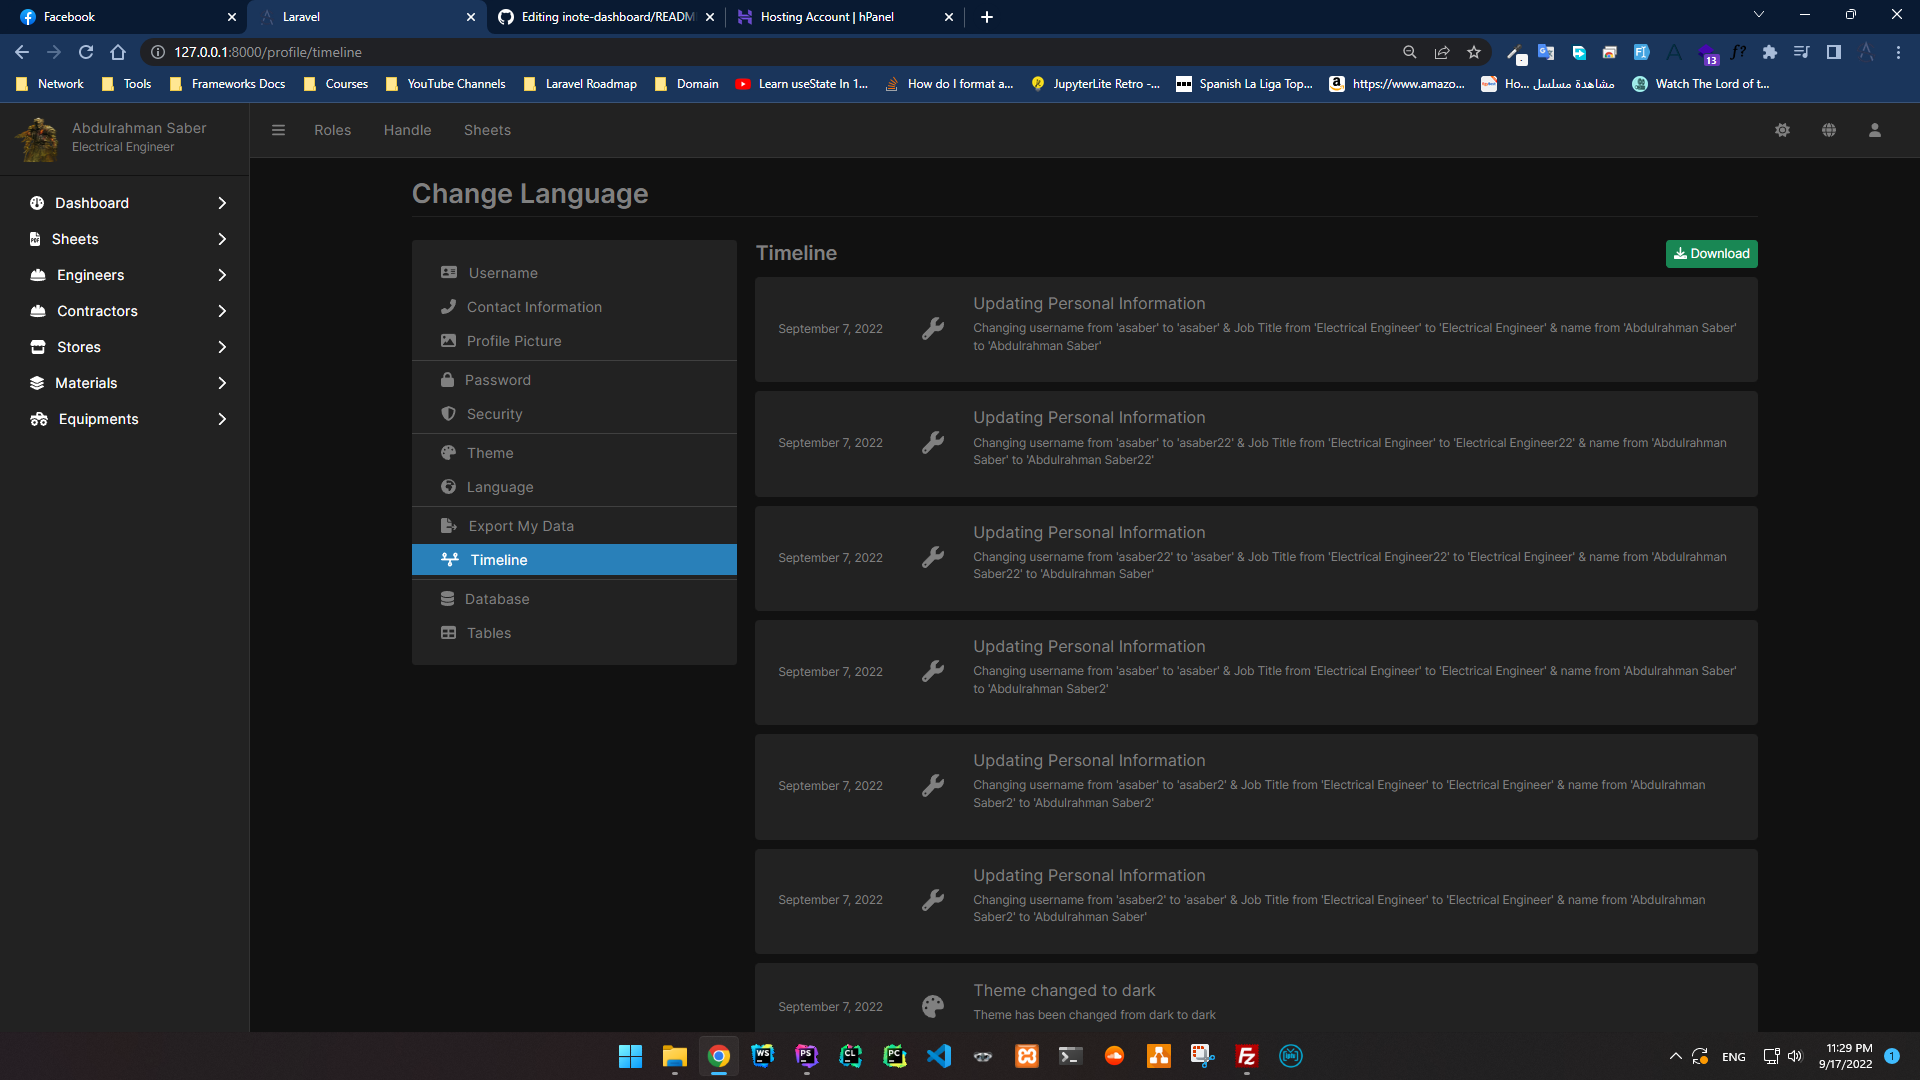 Facebook
Laravel
Editing inote-dashboard/READM
Hosting Account | hPanel
127.0.0.1:8000/profile/timeline
13
Network
Tools
Frameworks Docs
Courses
YouTube Channels
Laravel Roadmap
Domain
Learn useState In 1...
How do I format a...
JupyterLite Retro -...
Spanish La Liga Top...
https://www.amazo...
مشاهدة مسلسل Ho...
Watch The Lord of t...
Abdulrahman Saber
Electrical Engineer
Roles
Handle
Sheets
Dashboard
Sheets
Engineers
Contractors
Stores
Materials
Equipments
Change Language
Username
Contact Information
Profile Picture
Password
Security
Theme
Language
Export My Data
Timeline
Database
Tables
Timeline
Download
September 7, 2022
Updating Personal Information
Changing username from 'asaber' to 'asaber' & Job Title from 'Electrical Engineer' to 'Electrical Engineer' & name from 'Abdulrahman Saber'
to 'Abdulrahman Saber'
September 7, 2022
Updating Personal Information
Changing username from 'asaber' to 'asaber22' & Job Title from 'Electrical Engineer' to 'Electrical Engineer22' & name from 'Abdulrahman
Saber' to 'Abdulrahman Saber22'
September 7, 2022
Updating Personal Information
Changing username from 'asaber22' to 'asaber' & Job Title from 'Electrical Engineer22' to 'Electrical Engineer' & name from 'Abdulrahman
Saber22' to 'Abdulrahman Saber'
September 7, 2022
Updating Personal Information
Changing username from 'asaber' to 'asaber' & Job Title from 'Electrical Engineer' to 'Electrical Engineer' & name from 'Abdulrahman Saber'
to 'Abdulrahman Saber2'
September 7, 2022
Updating Personal Information
Changing username from 'asaber' to 'asaber2' & Job Title from 'Electrical Engineer' to 'Electrical Engineer' & name from 'Abdulrahman
Saber2' to 'Abdulrahman Saber2'
September 7, 2022
Updating Personal Information
Changing username from 'asaber2' to 'asaber' & Job Title from 'Electrical Engineer' to 'Electrical Engineer' & name from 'Abdulrahman
Saber2' to 'Abdulrahman Saber'
September 7, 2022
Theme changed to dark
Theme has been changed from dark to dark
WS
PS
CL
PC
ENG
11:29 PM
9/17/2022
1